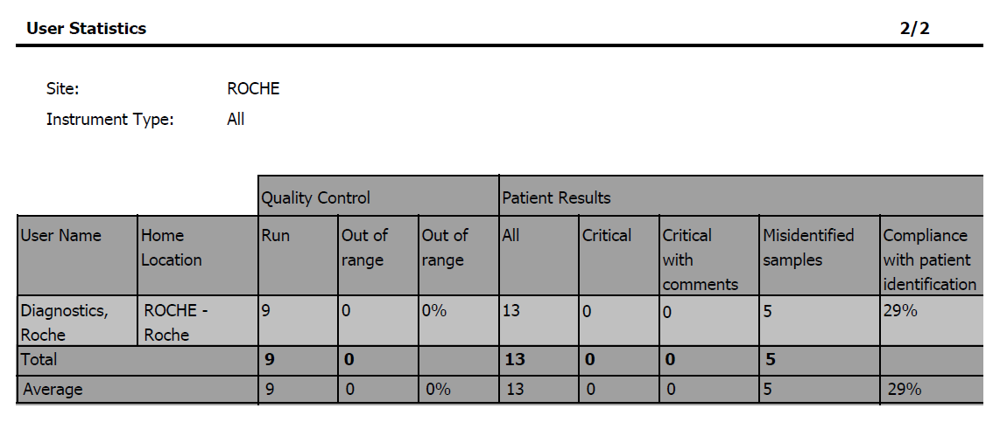 User Statistics 2/2
Site: ROCHE
Instrument Type: All
Quality Control Patient Results
User Name Home Run Out of Out of All Critical Critical Misidentified Compliance
Location range range with samples with patient
comments identification
Diagnostics, ROCHE - 9 0 0% 13 0 0 5 29%
Roche Roche
Total 9 0 13 0 0 5
Average 9 0 0% 13 0 0 5 29%